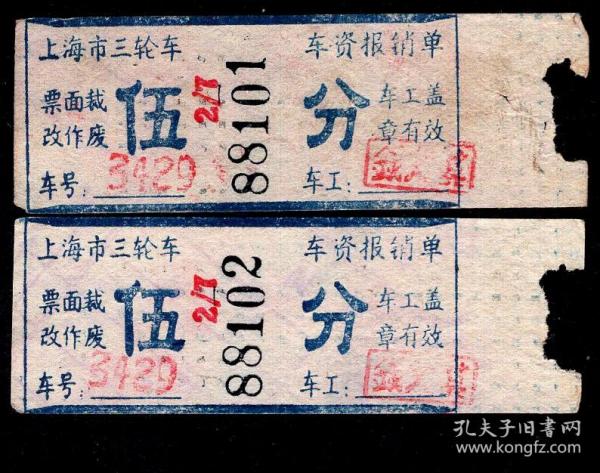 上海市三轮车 车资报销单
票面裁 伍 2/T 88101 分 车工盖
改作废 章有效
车号: 3429 车工:
上海市三轮车 车资报销单
票面裁 伍 2/T 88102 分 车工盖
改作废 章有效
车号: 3429 车工:
孔夫子旧书网
www.kongfz.com